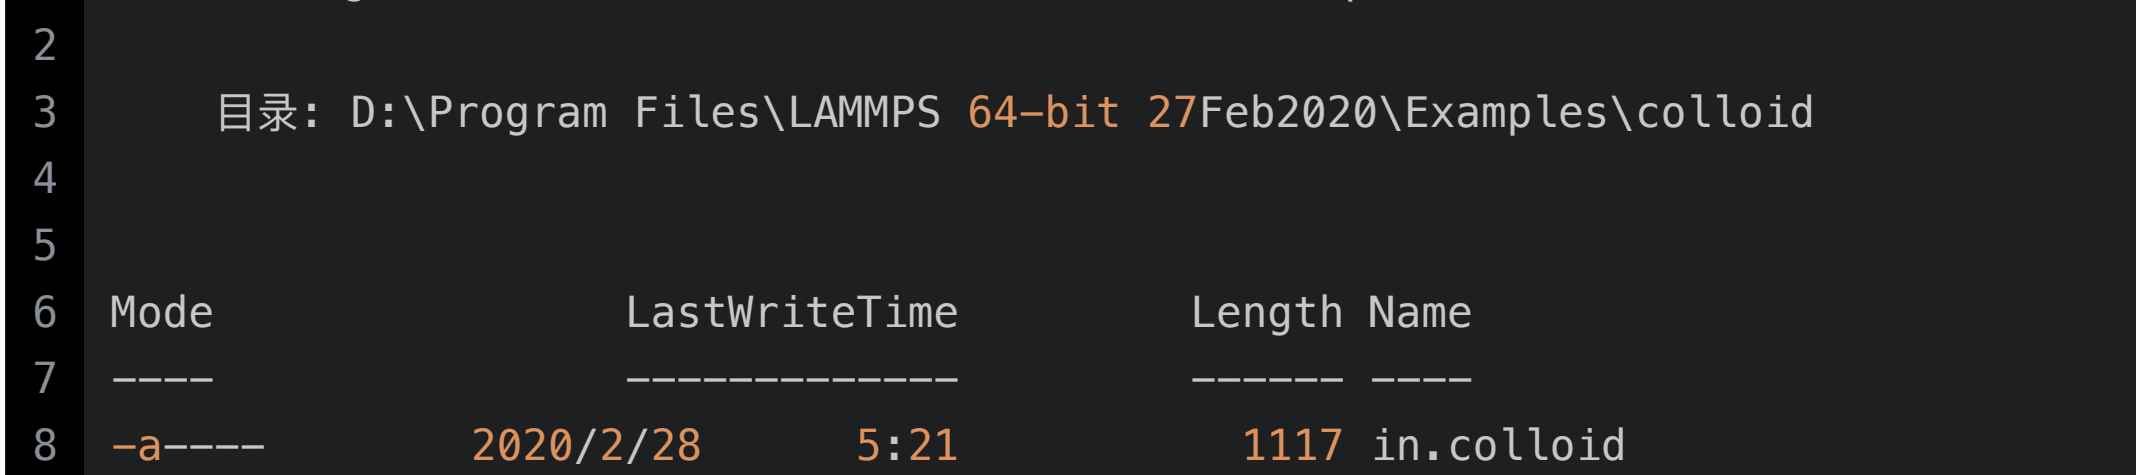 2
3 目录: D:\Program Files\LAMMPS 64-bit 27Feb2020\Examples\colloid
4
5
6 Mode LastWriteTime Length Name
7 ---- ------------- ------ ----
8 -a---- 2020/2/28 5:21 1117 in.colloid